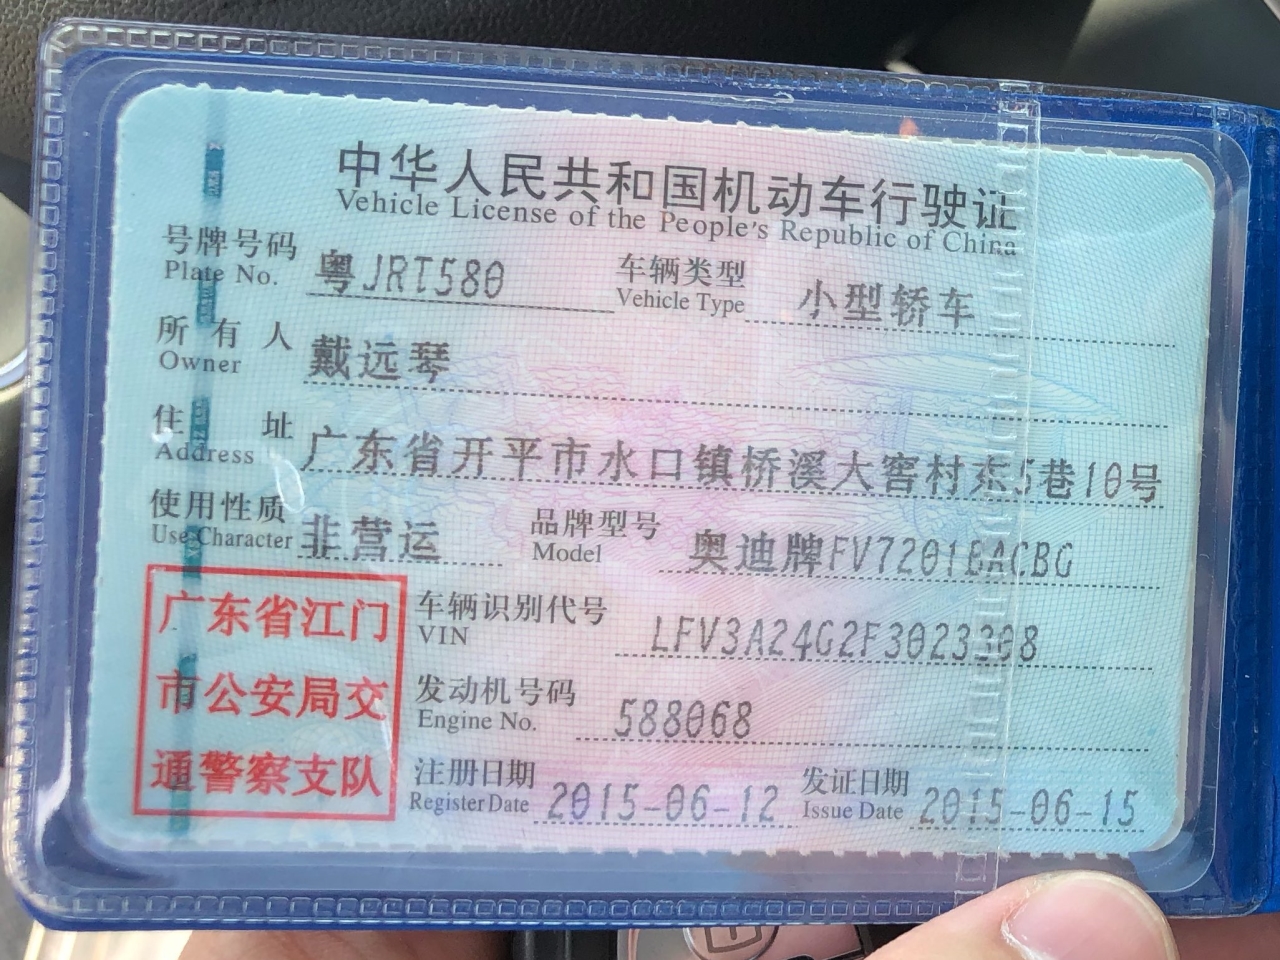 中华人民共和国机动车行驶证
Vehicle License of the People's Republic of China
号牌号码 粤JRT580 车辆类型 小型轿车
Plate No. Vehicle Type
所有人 戴远琴
Owner
住址 广东省开平市水口镇桥溪大窖村东5巷10号
Address
使用性质 非营运 品牌型号 奥迪牌FV7201BACBG
Use Character Model
广东省江门
市公安局交
通警察支队
车辆识别代号 LFV3A24G2F3023308
VIN
发动机号码 588068
Engine No.
注册日期 2015-06-12 发证日期 2015-06-15
Register Date Issue Date